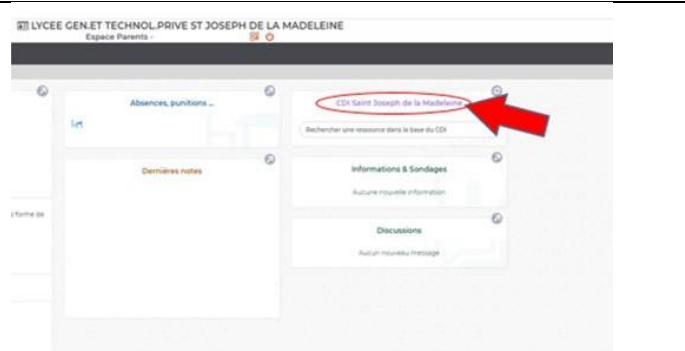 LYCEE GEN.ET TECHNOL.PRIVE ST JOSEPH DE LA MADELEINE
Espace Parents -
Absences, punitions ...
Dernières notes
s forme de
CDI Saint Joseph de la Madeleine
Rechercher une ressource dans la base du CDI
Informations & Sondages
Aucune nouvelle information
Discussions
Aucun nouveau message